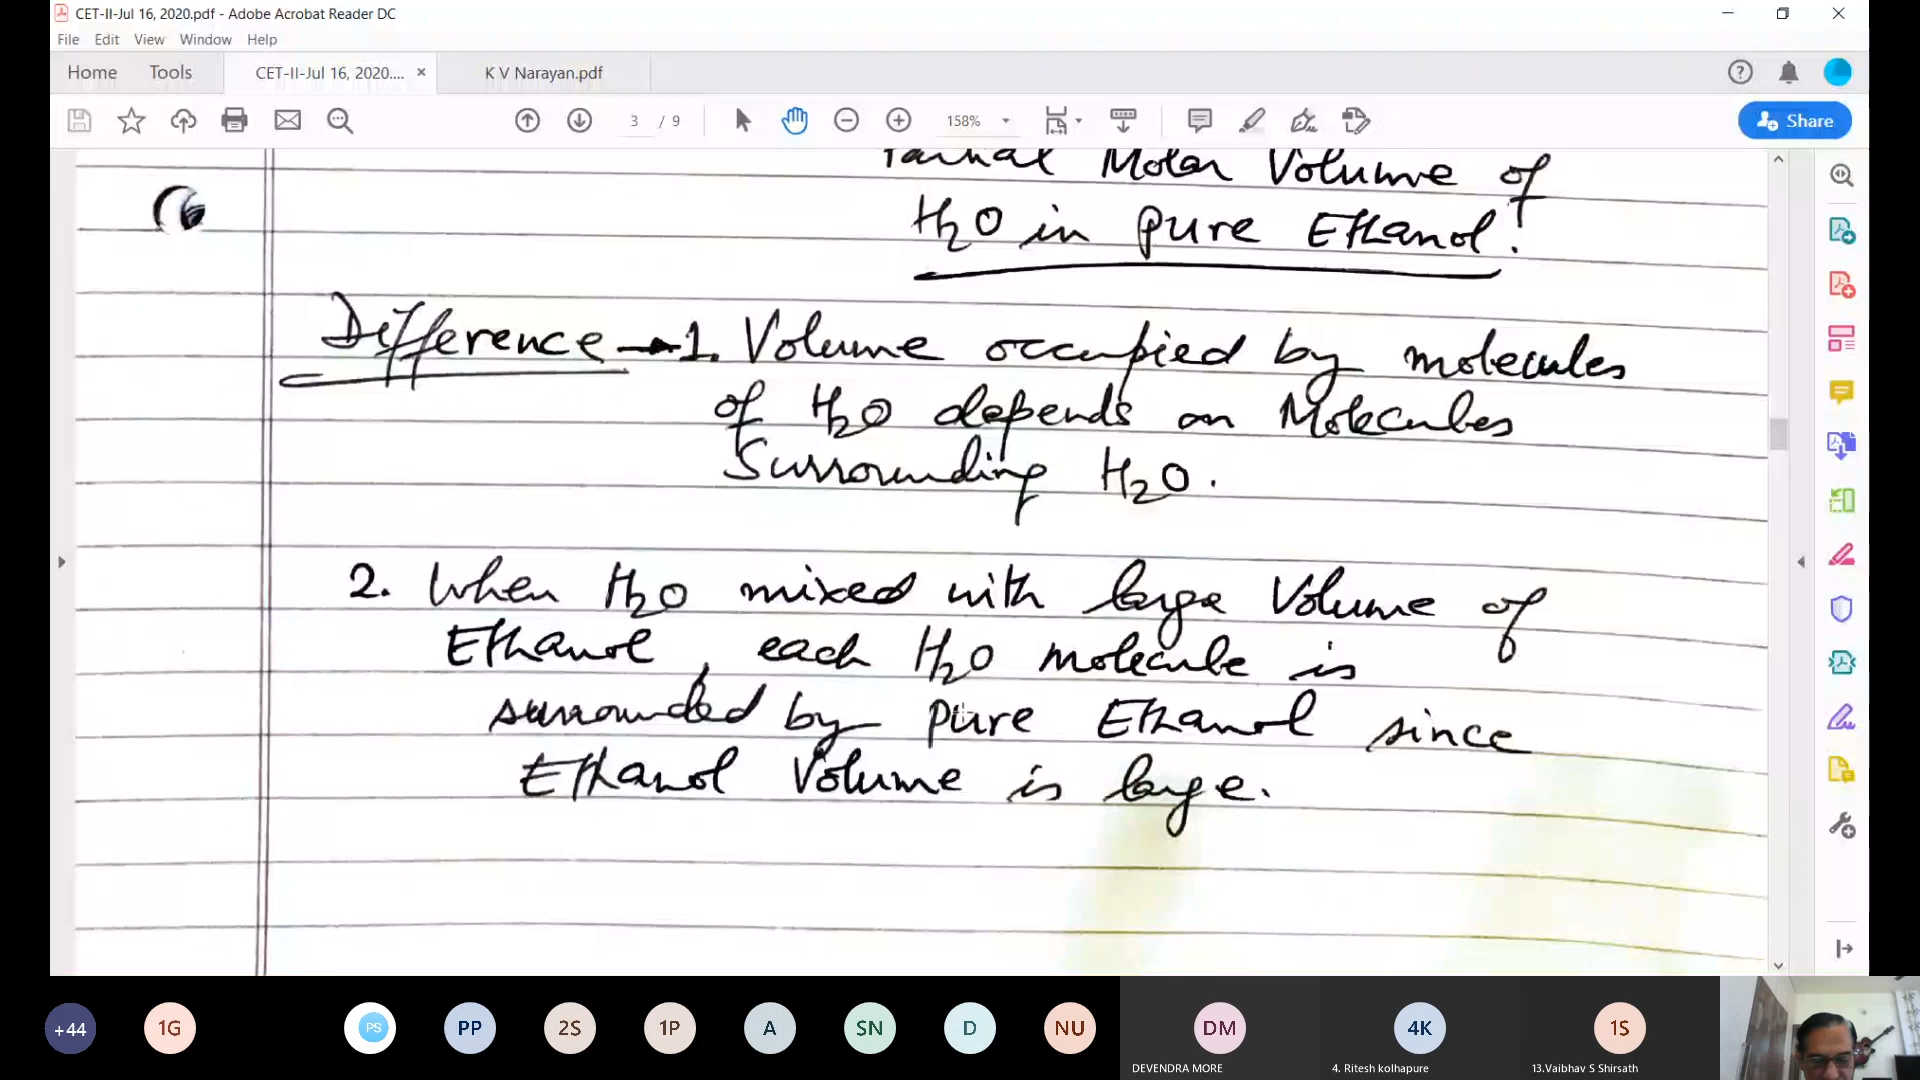 CET-II-Jul 16, 2020.pdf - Adobe Acrobat Reader DC
File Edit View Window Help
Home Tools CET-II-Jul 16, 2020.... × K V Narayan.pdf
3 / 9 158% Share
Partial Molar Volume of
H2O in pure Ethanol.
Difference → 1. Volume occupied by molecules
of H2O depends on Molecules
Surrounding H2O.
2. When H2O mixed with large Volume of
Ethanol, each H2O molecule is
surrounded by pure Ethanol since
Ethanol Volume is large.
+44 1G PS PP 2S 1P A SN D NU DM 4K 1S
DEVENDRA MORE 4. Ritesh kolhapure 13.Vaibhav S Shirsath